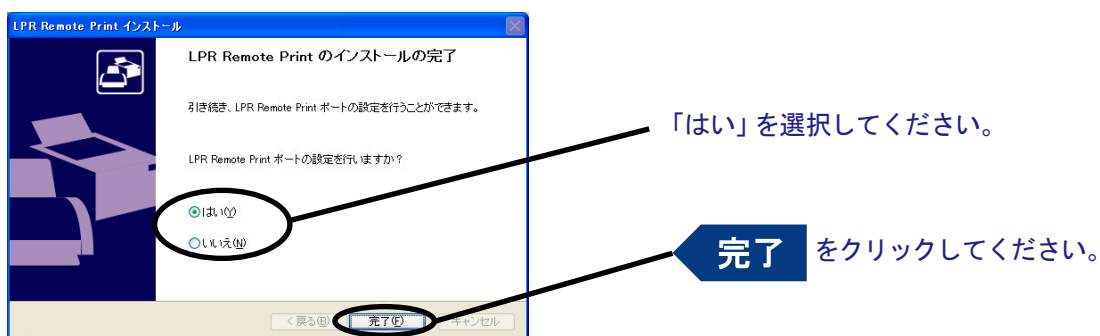 LPR Remote Print インストール
LPR Remote Print のインストールの完了
引き続き、LPR Remote Print ポートの設定を行うことができます。
LPR Remote Print ポートの設定を行いますか？
はい(Y)
いいえ(N)
< 戻る(B)
完了(F)
キャンセル
「はい」を選択してください。
完了 をクリックしてください。